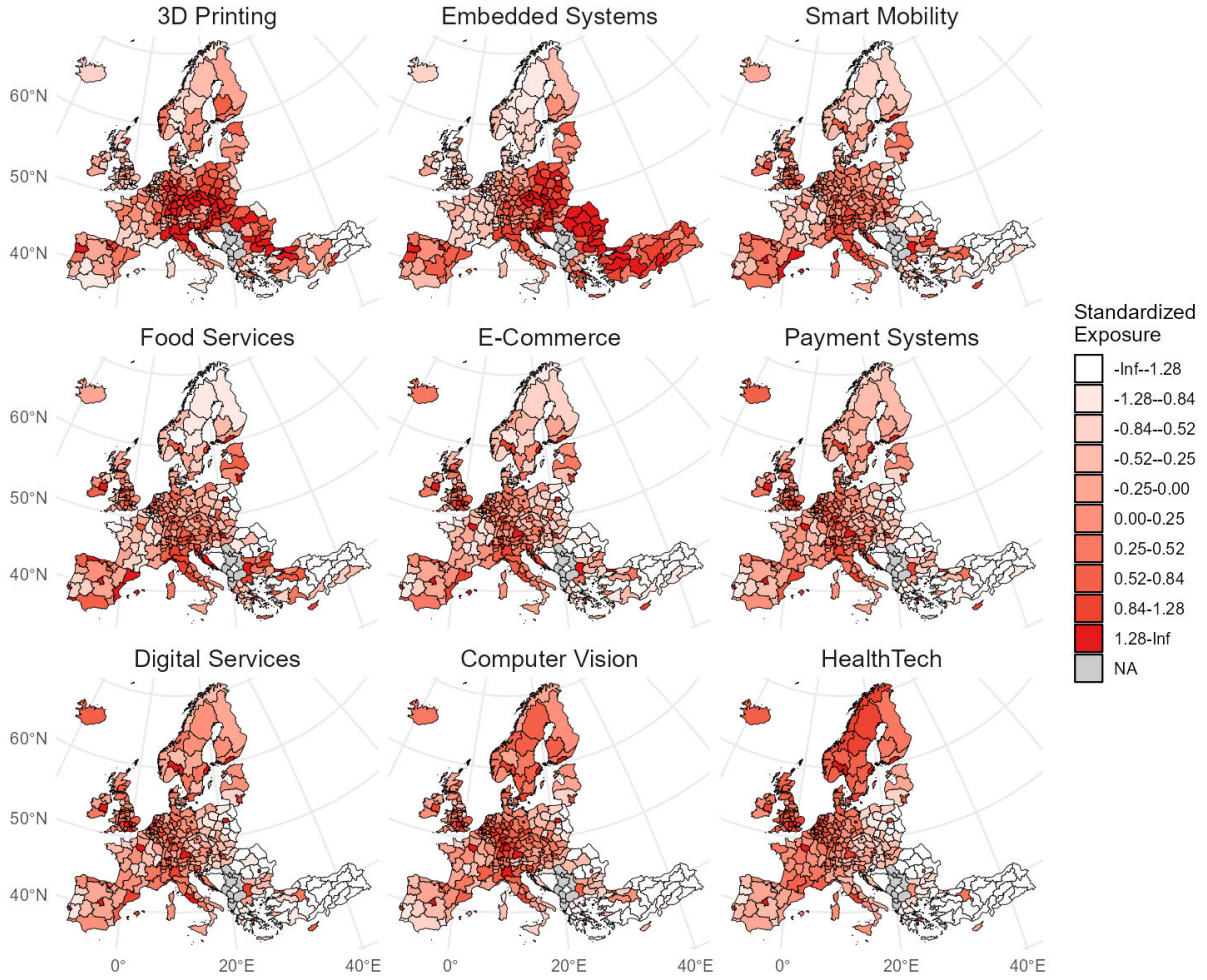 3D Printing
Embedded Systems
Smart Mobility
60°N
50°N
40°N
Food Services
E-Commerce
Payment Systems
60°N
50°N
40°N
Digital Services
Computer Vision
HealthTech
60°N
50°N
40°N
0°
20°E
40°E
0°
20°E
40°E
0°
20°E
40°E
Standardized
Exposure
-Inf--1.28
-1.28--0.84
-0.84--0.52
-0.52--0.25
-0.25-0.00
0.00-0.25
0.25-0.52
0.52-0.84
0.84-1.28
1.28-Inf
NA